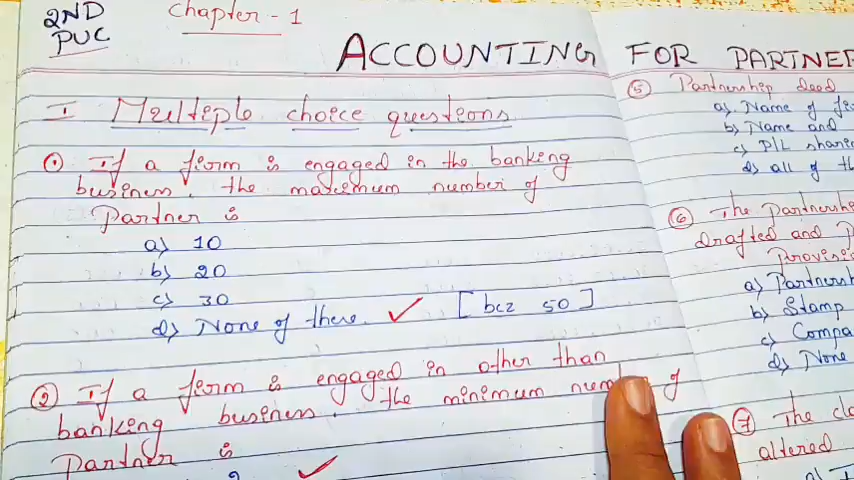 2ND
PUC
Chapter - 1
ACCOUNTING FOR PARTNER
I Multiple choice questions
① If a firm is engaged in the banking
business, the maximum number of
Partner is
a) 10
b) 20
c) 30
d) None of there. ✓ [bcz 50]
② If a firm is engaged in other than
banking business, the minimum num of
Partner is
⑤ Partnership deed
a) Name of
b) Name and
c) P/L
d) all of
⑥ The Partnership
drafted and
a)
b) Stamp
c) Compa
d) None
⑦ The
altered